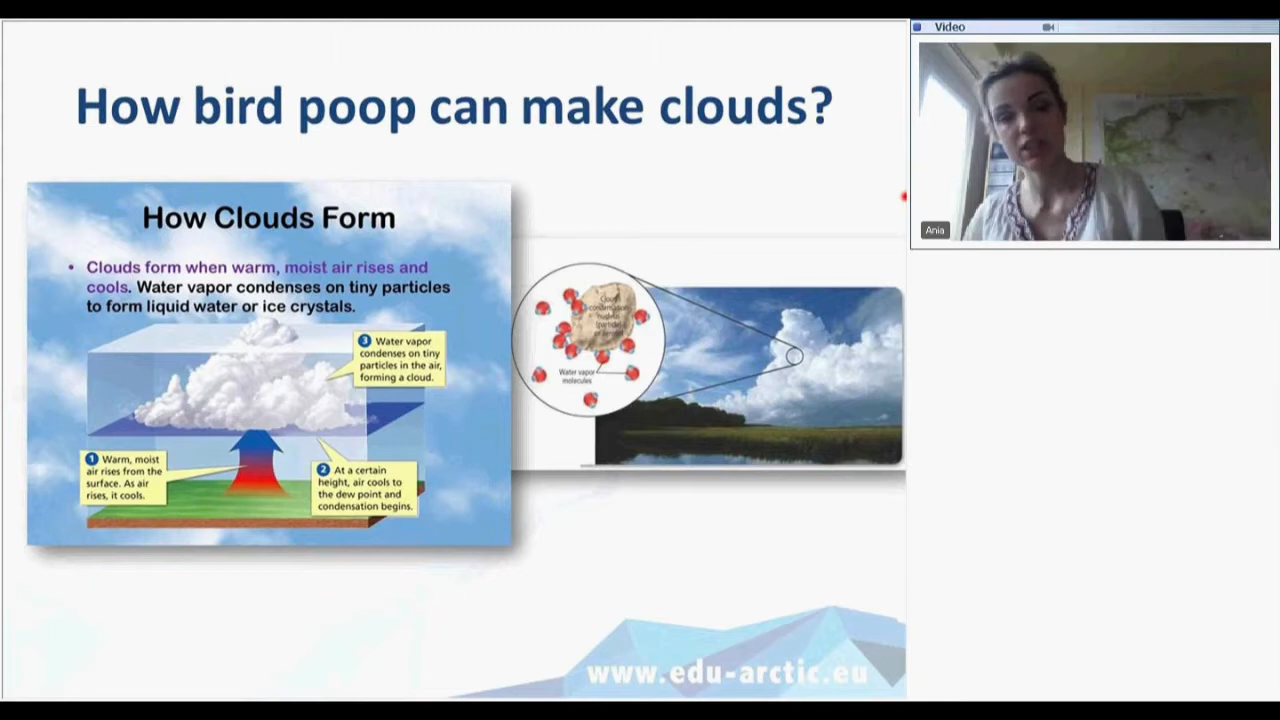 How bird poop can make clouds?
How Clouds Form
• Clouds form when warm, moist air rises and
cools. Water vapor condenses on tiny particles
to form liquid water or ice crystals.
3 Water vapor
condenses on tiny
particles in the air,
forming a cloud.
1 Warm, moist
air rises from the
surface. As air
rises, it cools.
2 At a certain
height, air cools to
the dew point and
condensation begins.
Cloud
condensation
Water vapor
molecules
www.edu-arctic.eu
Video
Ania